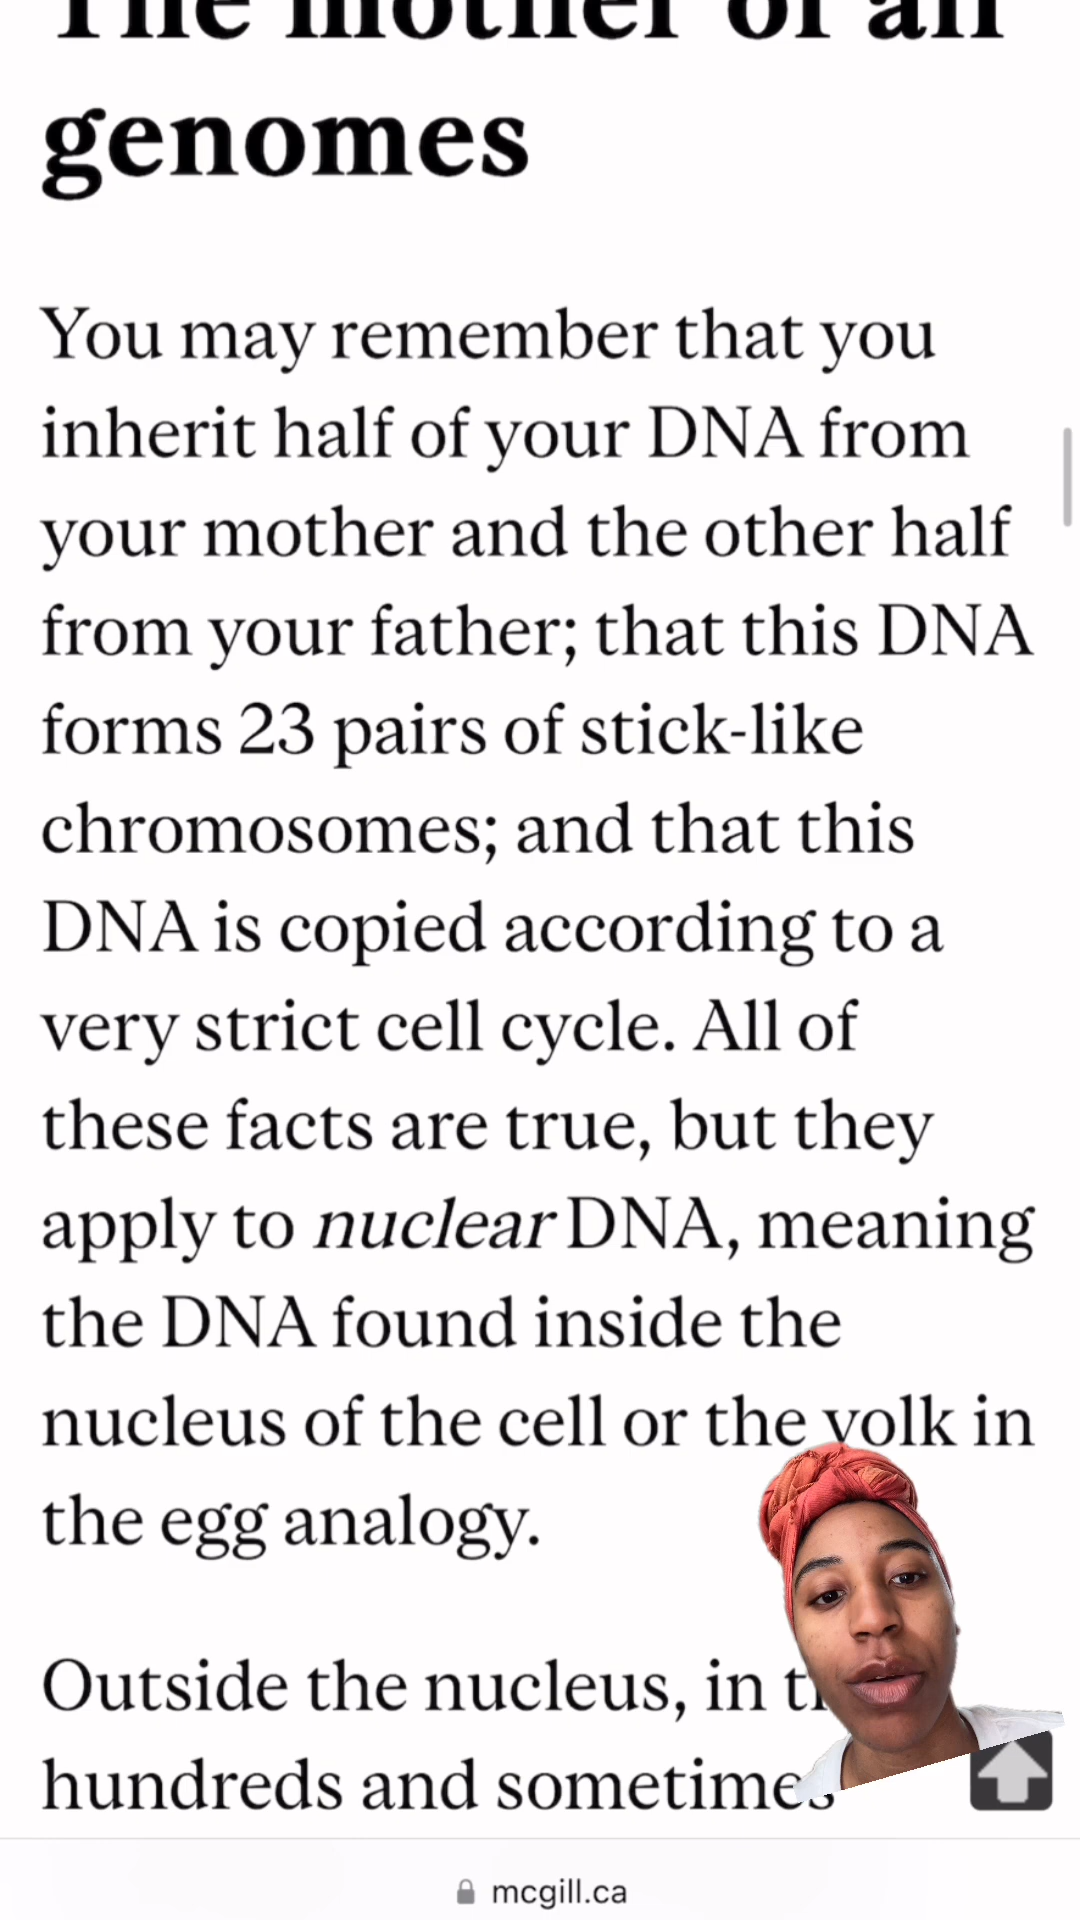 The mother of all
genomes
You may remember that you
inherit half of your DNA from
your mother and the other half
from your father; that this DNA
forms 23 pairs of stick-like
chromosomes; and that this
DNA is copied according to a
very strict cell cycle. All of
these facts are true, but they
apply to nuclear DNA, meaning
the DNA found inside the
nucleus of the cell or the yolk in
the egg analogy.
Outside the nucleus, in
hundreds and sometimes
mcgill.ca